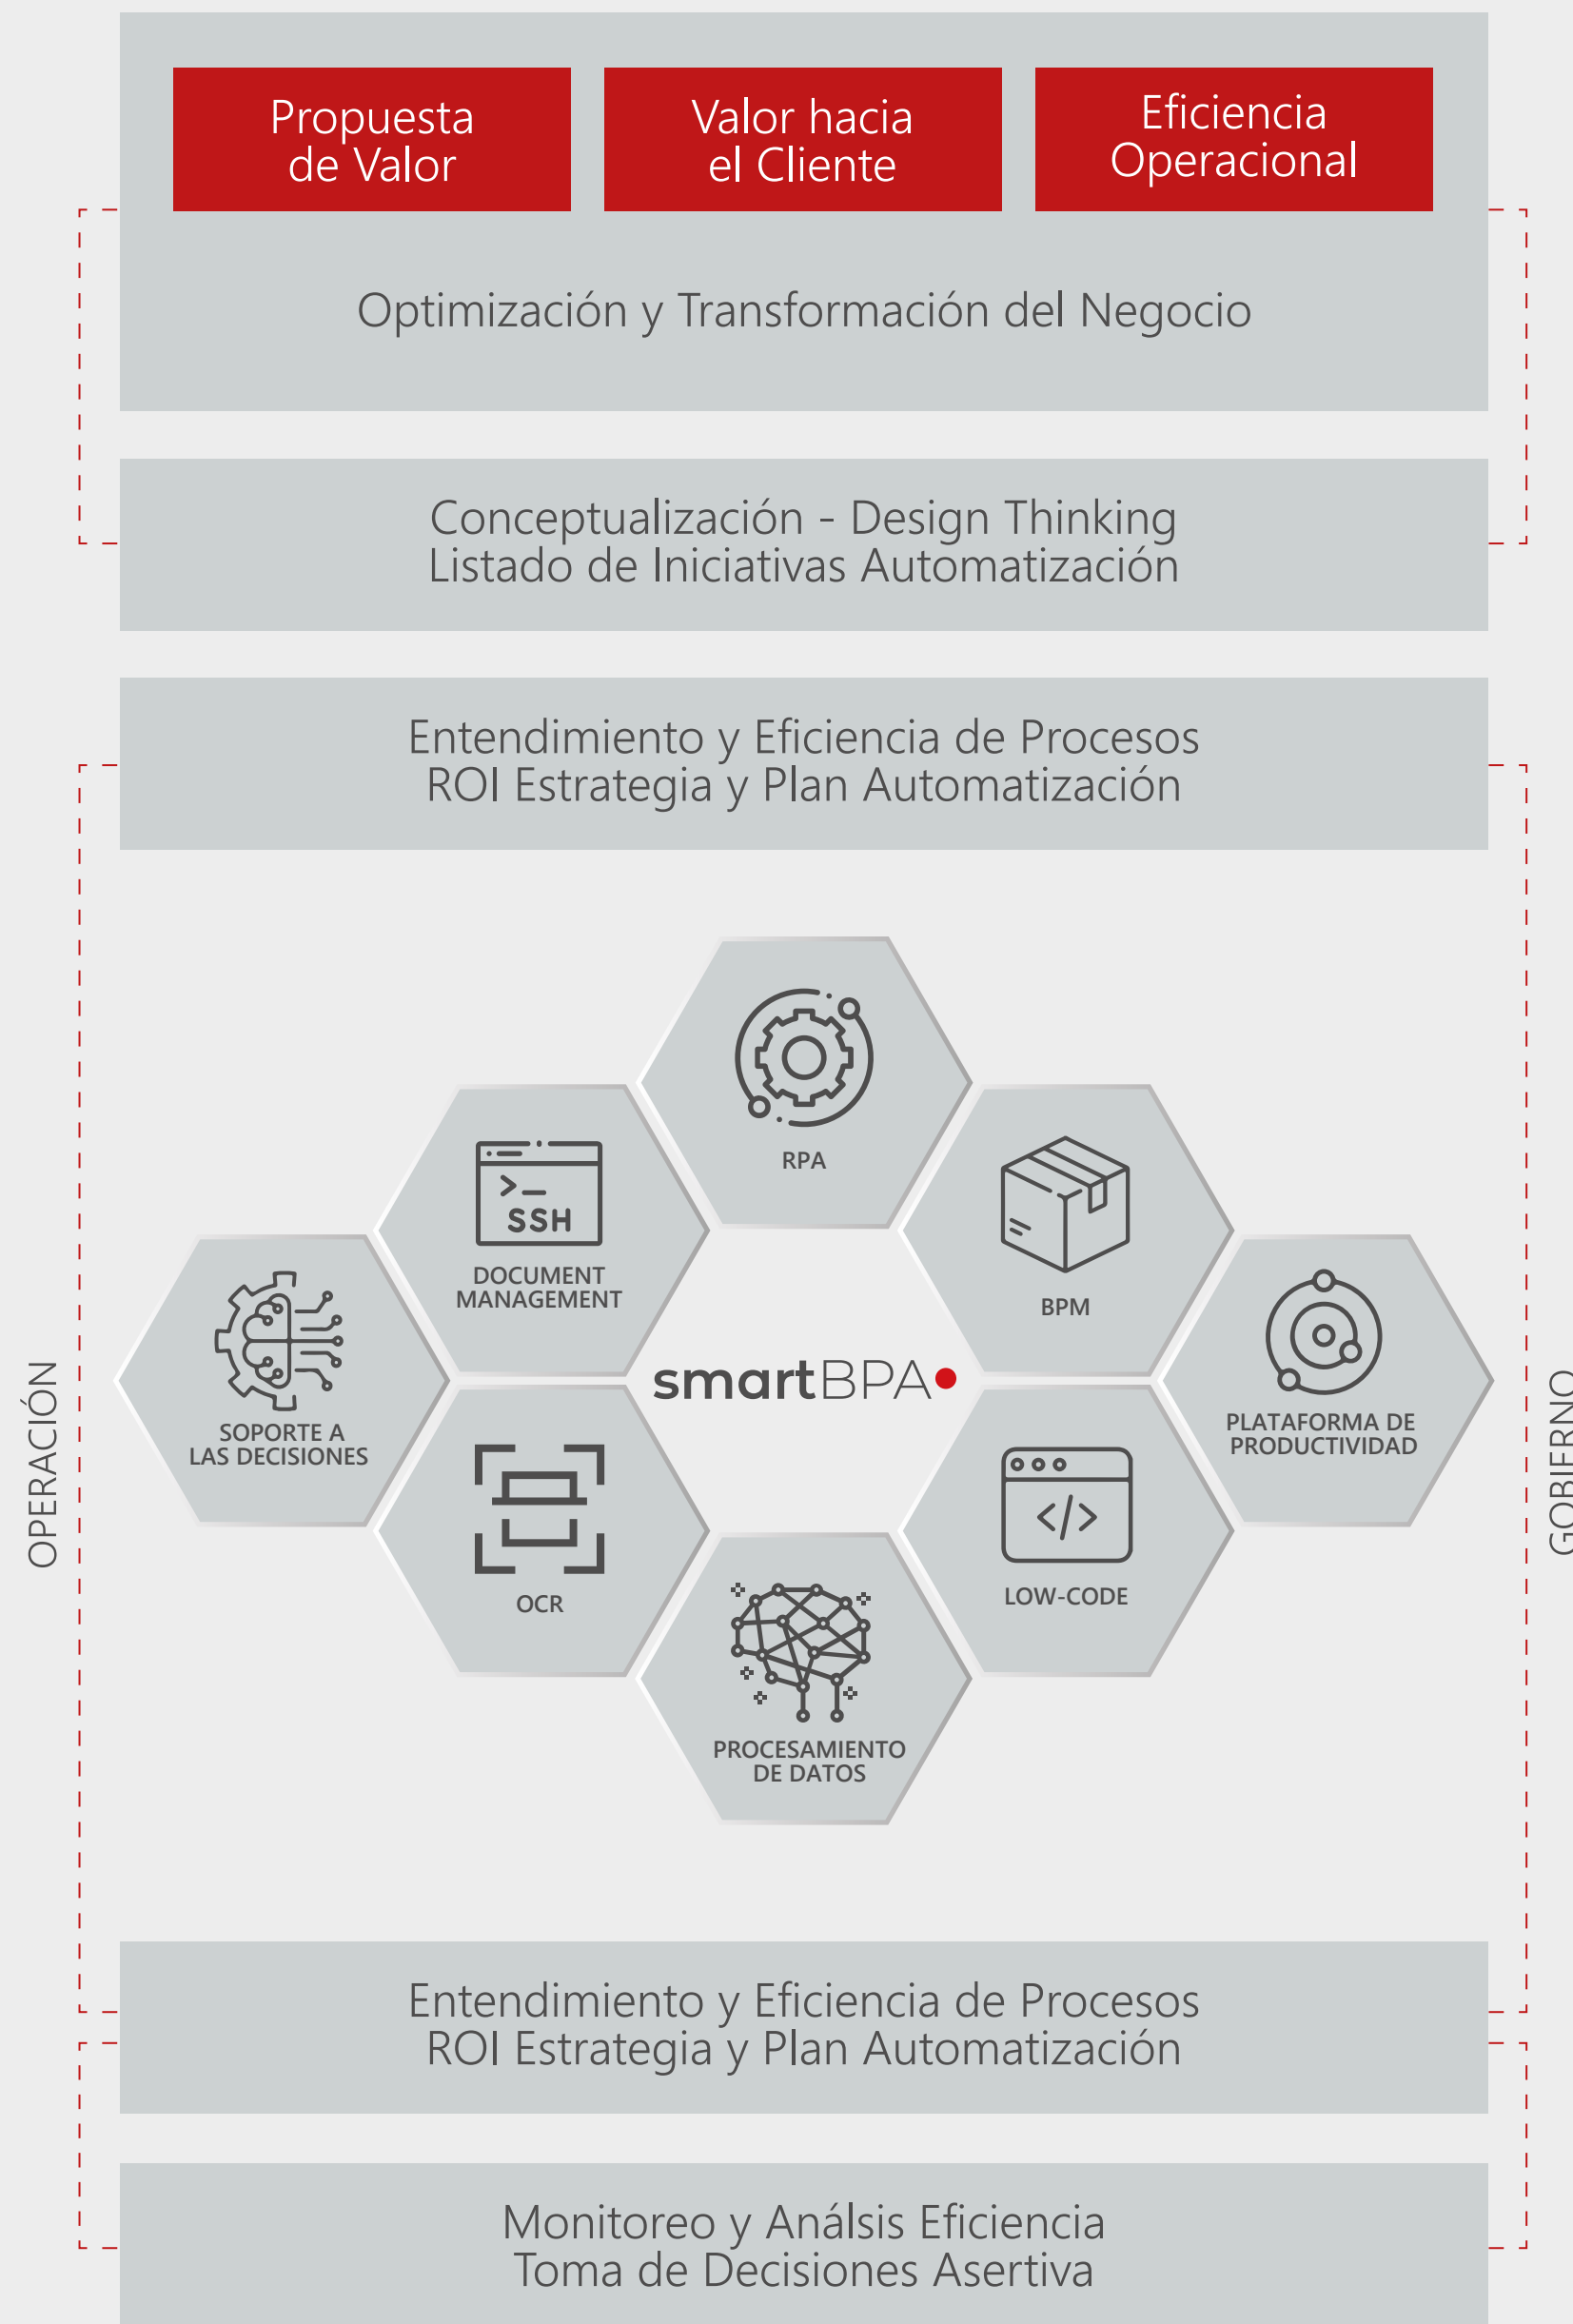 Propuesta
de Valor
Valor hacia
el Cliente
Eficiencia
Operacional
Optimización y Transformación del Negocio
Conceptualización - Design Thinking
Listado de Iniciativas Automatización
Entendimiento y Eficiencia de Procesos
ROI Estrategia y Plan Automatización
RPA
>_
SSH
DOCUMENT
MANAGEMENT
BPM
SOPORTE A
LAS DECISIONES
smartBPA
PLATAFORMA DE
PRODUCTIVIDAD
OPERACIÓN
GOBIERNO
OCR
</>
LOW-CODE
PROCESAMIENTO
DE DATOS
Entendimiento y Eficiencia de Procesos
ROI Estrategia y Plan Automatización
Monitoreo y Análsis Eficiencia
Toma de Decisiones Asertiva